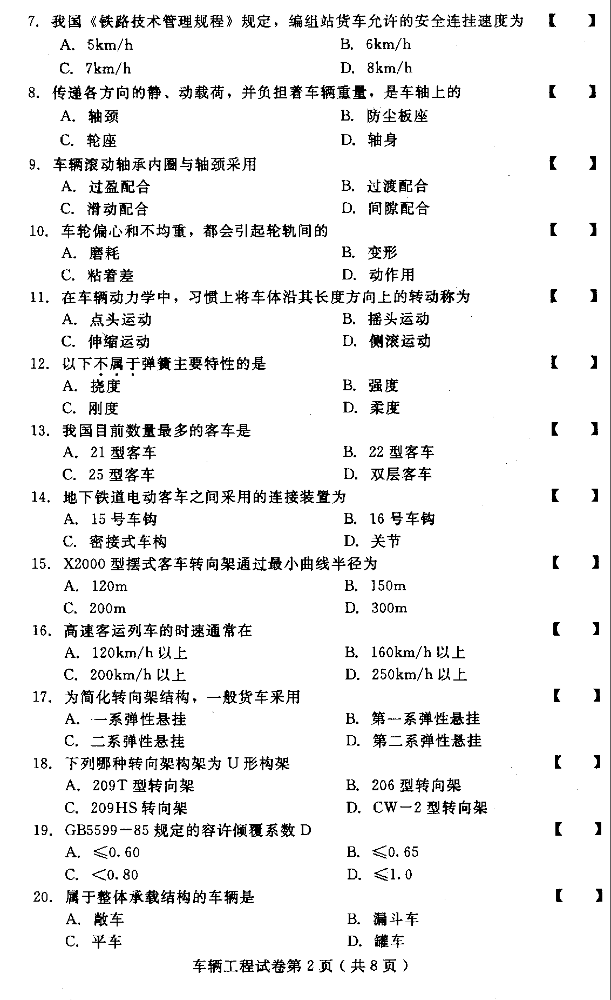 7. 我国《铁路技术管理规程》规定，编组站货车允许的安全连挂速度为 【 】
A. 5km/h B. 6km/h
C. 7km/h D. 8km/h
8. 传递各方向的静、动载荷，并负担着车辆重量，是车轴上的 【 】
A. 轴颈 B. 防尘板座
C. 轮座 D. 轴身
9. 车辆滚动轴承内圈与轴颈采用 【 】
A. 过盈配合 B. 过渡配合
C. 滑动配合 D. 间隙配合
10. 车轮偏心和不均重，都会引起轮轨间的 【 】
A. 磨耗 B. 变形
C. 粘着差 D. 动作用
11. 在车辆动力学中，习惯上将车体沿其长度方向上的转动称为 【 】
A. 点头运动 B. 摇头运动
C. 伸缩运动 D. 侧滚运动
12. 以下不属于弹簧主要特性的是 【 】
A. 挠度 B. 强度
C. 刚度 D. 柔度
13. 我国目前数量最多的客车是 【 】
A. 21 型客车 B. 22 型客车
C. 25 型客车 D. 双层客车
14. 地下铁道电动客车之间采用的连接装置为 【 】
A. 15 号车钩 B. 16 号车钩
C. 密接式车构 D. 关节
15. X2000 型摆式客车转向架通过最小曲线半径为 【 】
A. 120m B. 150m
C. 200m D. 300m
16. 高速客运列车的时速通常在 【 】
A. 120km/h 以上 B. 160km/h 以上
C. 200km/h 以上 D. 250km/h 以上
17. 为简化转向架结构，一般货车采用 【 】
A. 一系弹性悬挂 B. 第一系弹性悬挂
C. 二系弹性悬挂 D. 第二系弹性悬挂
18. 下列哪种转向架构架为 U 形构架 【 】
A. 209T 型转向架 B. 206 型转向架
C. 209HS 转向架 D. CW－2 型转向架
19. GB5599－85 规定的容许倾覆系数 D 【 】
A. ≤0.60 B. ≤0.65
C. <0.80 D. ≤1.0
20. 属于整体承载结构的车辆是 【 】
A. 敞车 B. 漏斗车
C. 平车 D. 罐车
车辆工程试卷第 2 页（共 8 页）